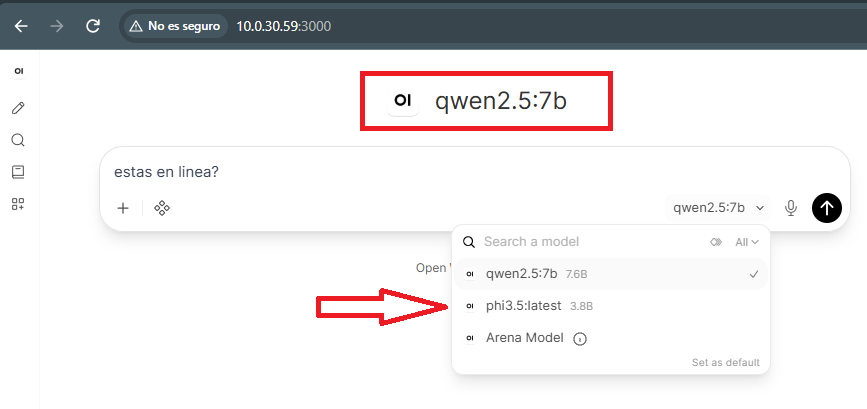 No es seguro
10.0.30.59:3000
OI
OI qwen2.5:7b
estas en linea?
qwen2.5:7b
Search a model
All
Open
OI qwen2.5:7b 7.6B
OI phi3.5:latest 3.8B
OI Arena Model
Set as default